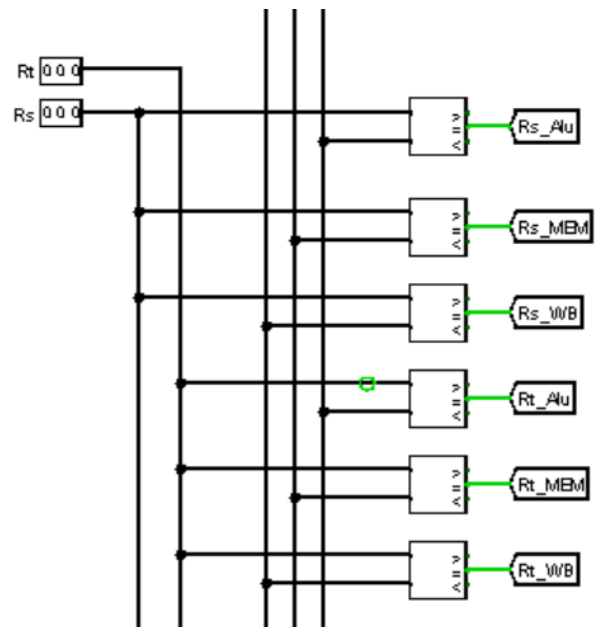 Rt 000
Rs 000
>
=
<
Rs_Alu
>
=
<
Rs_MEM
>
=
<
Rs_WB
>
=
<
Rt_Alu
>
=
<
Rt_MEM
>
=
<
Rt_WB